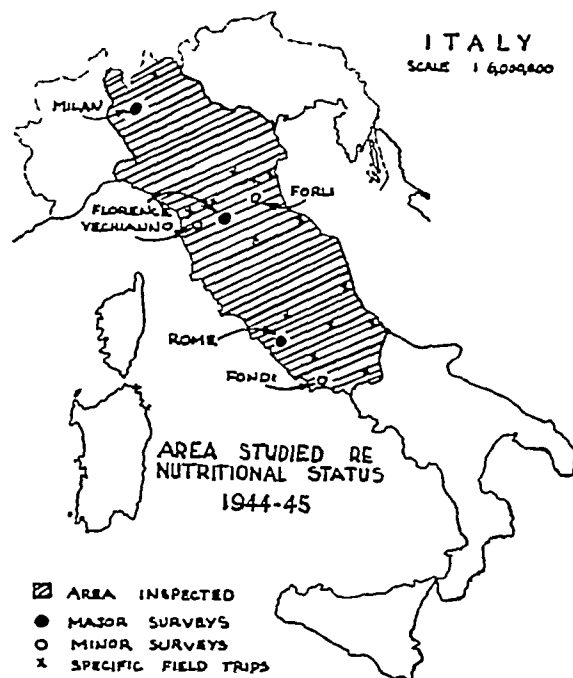 ITALY
SCALE 1 6,000,000
MILAN
FORLI
FLORENCE
VECHIANNO
ROME
FONDI
AREA STUDIED RE
NUTRITIONAL STATUS
1944-45
AREA INSPECTED
MAJOR SURVEYS
MINOR SURVEYS
x SPECIFIC FIELD TRIPS